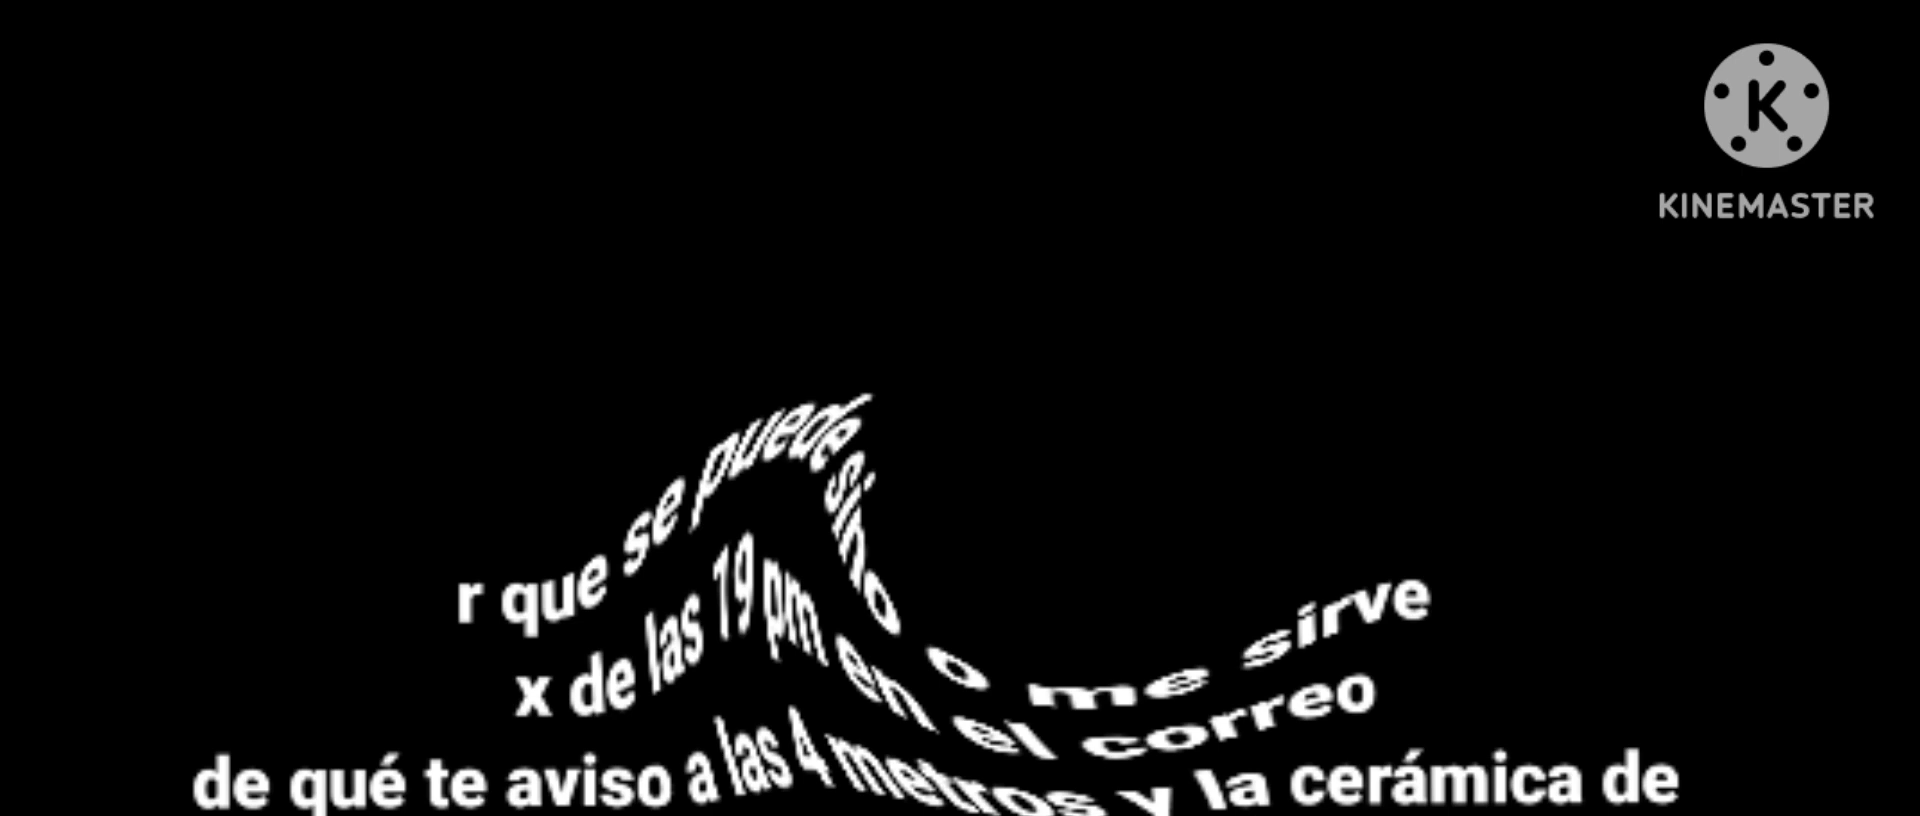 KINEMASTER
r que se puede sino o me sirve
x de las 19 pm en el correo
de qué te aviso a las 4 metros y la cerámica de